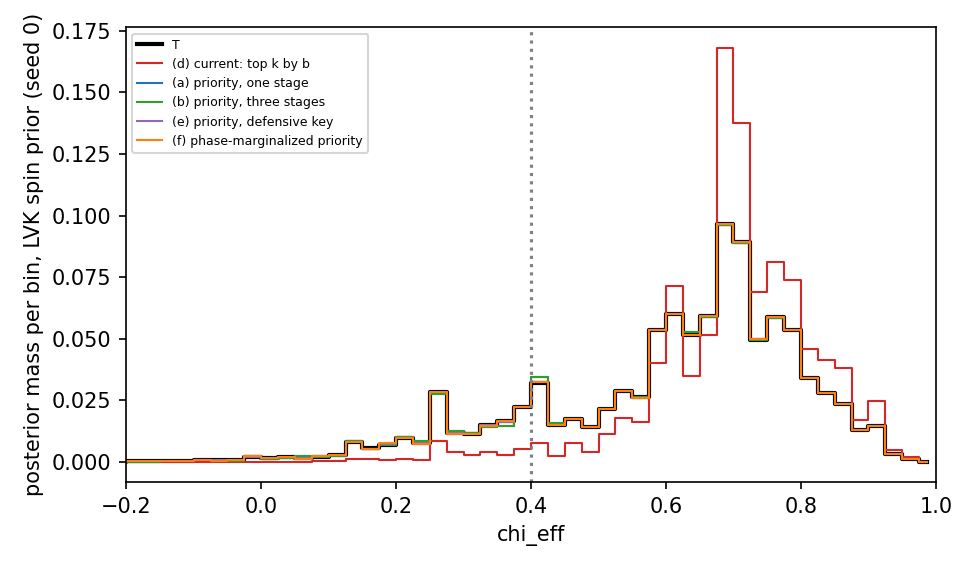 T
(d) current: top k by b
(a) priority, one stage
(b) priority, three stages
(e) priority, defensive key
(f) phase-marginalized priority
posterior mass per bin, LVK spin prior (seed 0)
0.175
0.150
0.125
0.100
0.075
0.050
0.025
0.000
−0.2 0.0 0.2 0.4 0.6 0.8 1.0
chi_eff